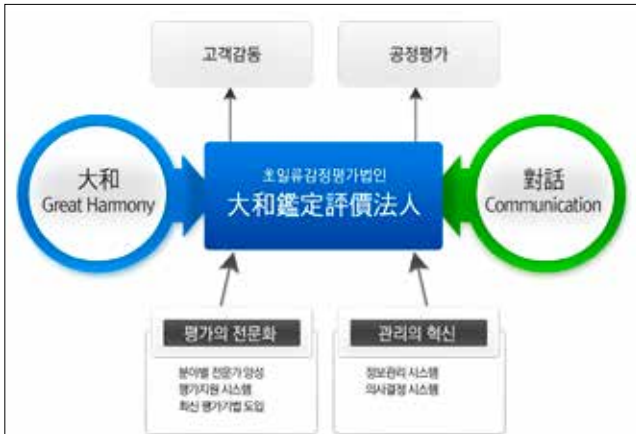 고객감동
공정평가
초일류감정평가법인
大和鑑定評價法人
大和
Great Harmony
對話
Communication
평가의 전문화
분야별 전문가 양성
평가지원 시스템
최신 평가기법 도입
관리의 혁신
정보관리 시스템
의사결정 시스템